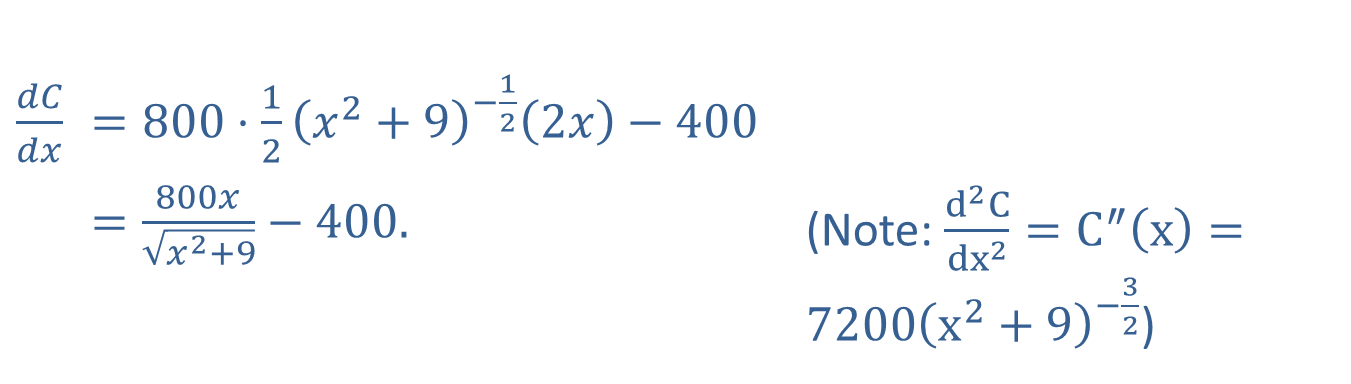 dC/dx = 800 · 1/2 (x² + 9)^(−1/2) (2x) − 400
= 800x/√(x²+9) − 400.
(Note: d²C/dx² = C″(x) =
7200(x² + 9)^(−3/2))